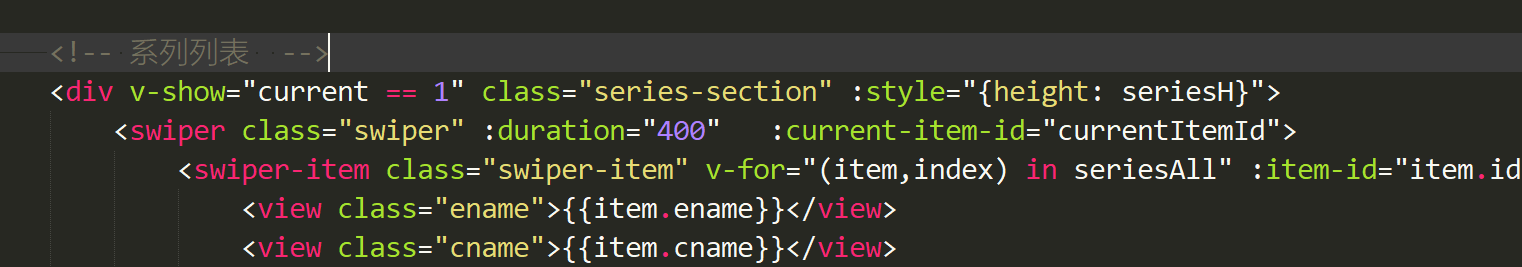 <!-- 系列列表 -->
<div v-show="current == 1" class="series-section" :style="{height: seriesH}">
<swiper class="swiper" :duration="400" :current-item-id="currentItemId">
<swiper-item class="swiper-item" v-for="(item,index) in seriesAll" :item-id="item.id
<view class="ename">{{item.ename}}</view>
<view class="cname">{{item.cname}}</view>